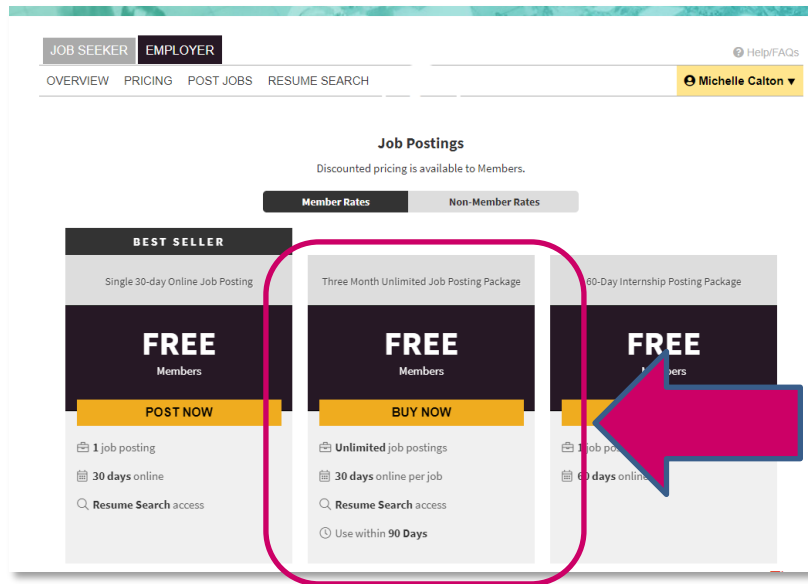 JOB SEEKER EMPLOYER
Help/FAQs
OVERVIEW PRICING POST JOBS RESUME SEARCH
Michelle Calton ▼
Job Postings
Discounted pricing is available to Members.
Member Rates Non-Member Rates
BEST SELLER
Single 30-day Online Job Posting
FREE
Members
POST NOW
1 job posting
30 days online
Resume Search access
Three Month Unlimited Job Posting Package
FREE
Members
BUY NOW
Unlimited job postings
30 days online per job
Resume Search access
Use within 90 Days
60-Day Internship Posting Package
FREE
job
days online